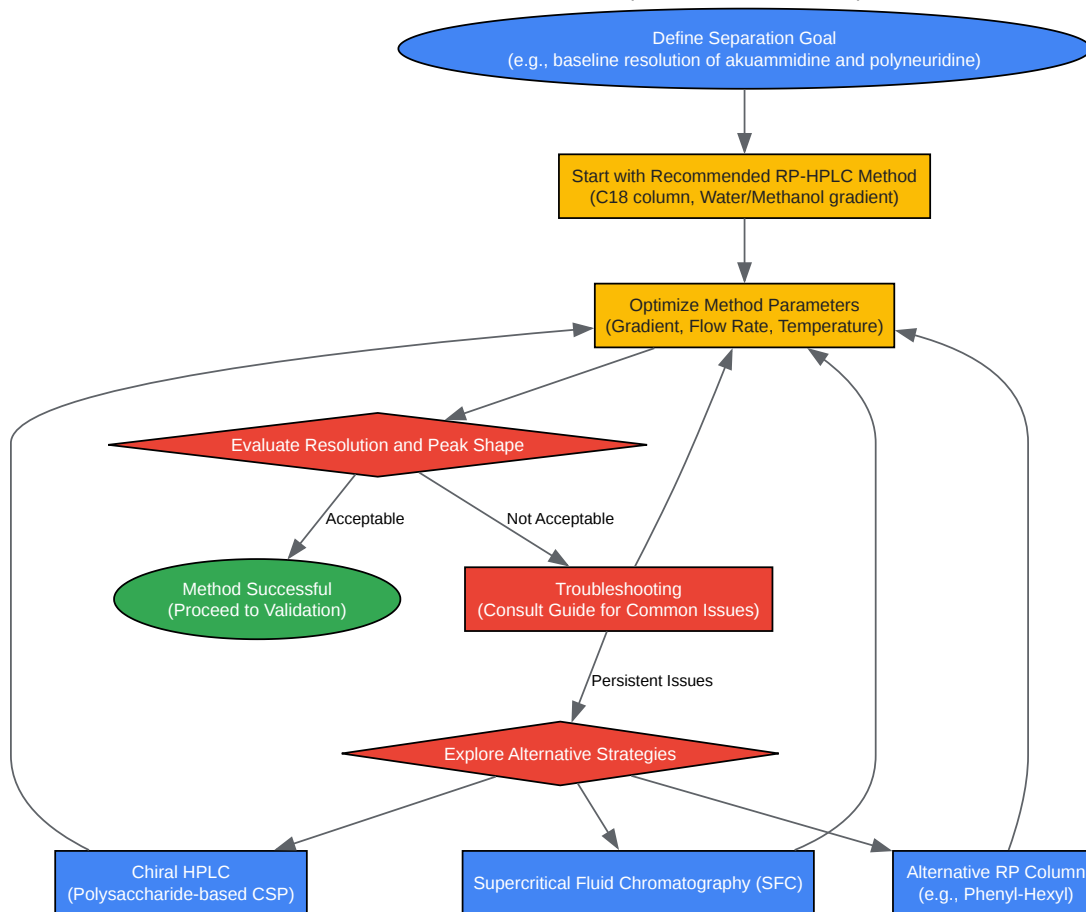 Define Separation Goal
(e.g., baseline resolution of akuammidine and polyneuridine)
Start with Recommended RP-HPLC Method
(C18 column, Water/Methanol gradient)
Optimize Method Parameters
(Gradient, Flow Rate, Temperature)
Evaluate Resolution and Peak Shape
Acceptable
Not Acceptable
Method Successful
(Proceed to Validation)
Troubleshooting
(Consult Guide for Common Issues)
Persistent Issues
Explore Alternative Strategies
Chiral HPLC
(Polysaccharide-based CSP)
Supercritical Fluid Chromatography (SFC)
Alternative RP Column
(e.g., Phenyl-Hexyl)